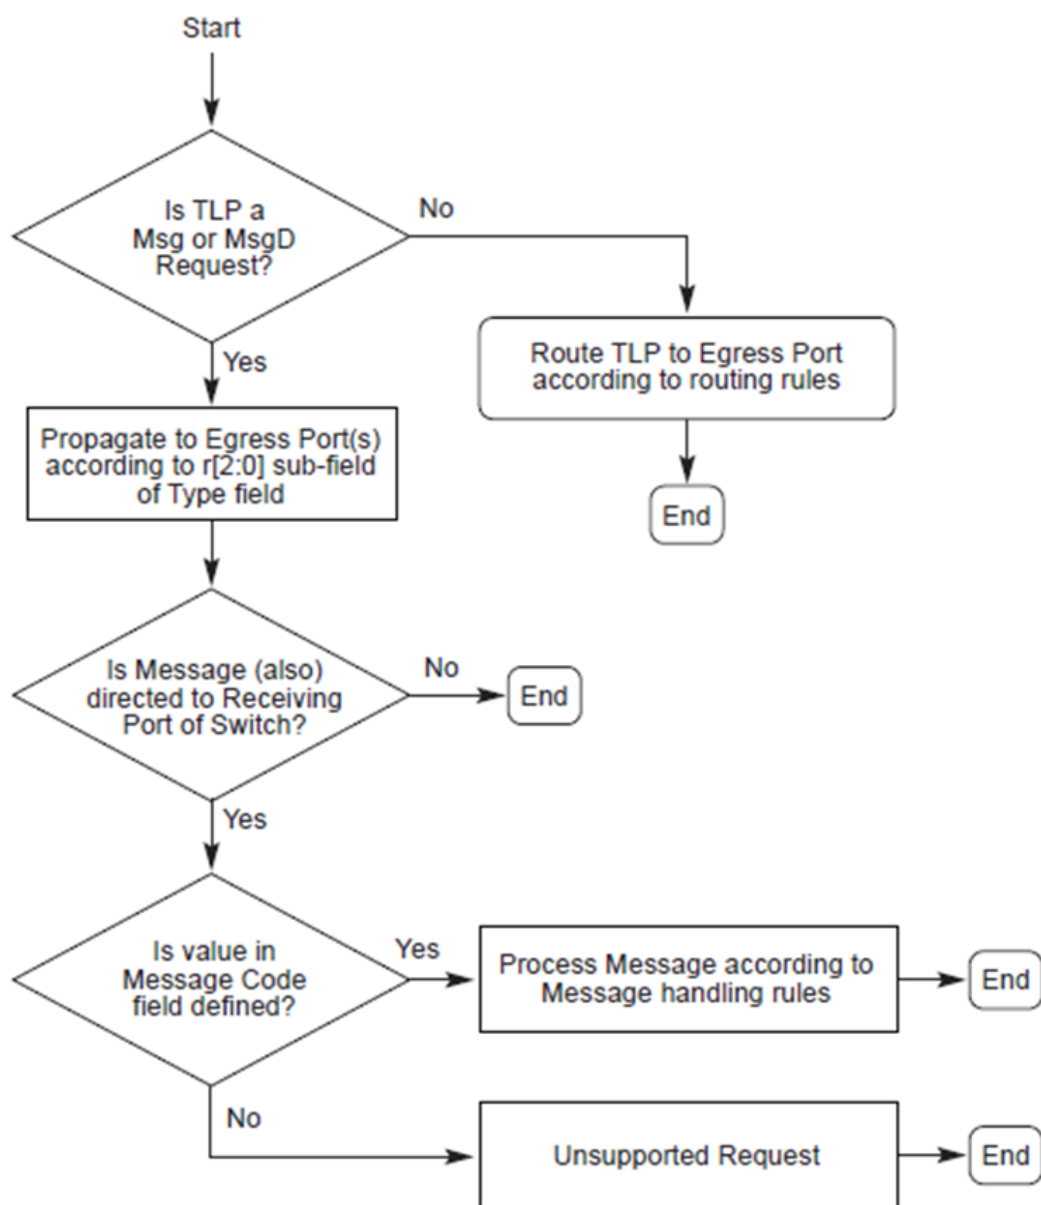 Start
Is TLP a
Msg or MsgD
Request?
No
Yes
Route TLP to Egress Port
according to routing rules
End
Propagate to Egress Port(s)
according to r[2:0] sub-field
of Type field
Is Message (also)
directed to Receiving
Port of Switch?
No
End
Yes
Is value in
Message Code
field defined?
Yes
Process Message according to
Message handling rules
End
No
Unsupported Request
End